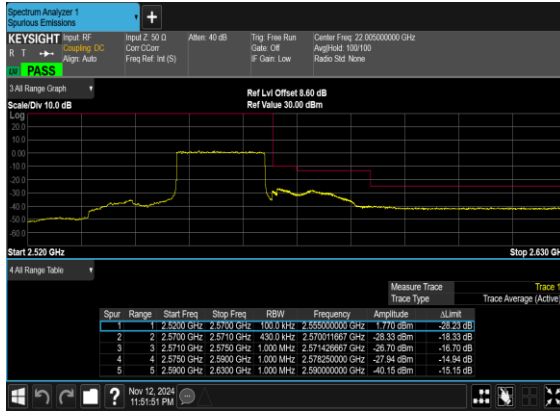 Spectrum Analyzer 1
Spurious Emissions
+
KEYSIGHT Input: RF Input Z: 50 Ω Atten: 40 dB Trig: Free Run Center Freq: 22.005000000 GHz
R T Coupling: DC Corr CCorr Gate: Off Avg|Hold: 100/100
Align: Auto Freq Ref: Int (S) IF Gain: Low Radio Std: None
PASS
3 All Range Graph
Ref Lvl Offset 8.60 dB
Scale/Div 10.0 dB Ref Value 30.00 dBm
Log
20.0
10.0
0.00
-10.0
-20.0
-30.0
-40.0
-50.0
-60.0
Start 2.520 GHz Stop 2.630 GH
4 All Range Table
Measure Trace Trace 1
Trace Type Trace Average (Active)
Spur Range Start Freq Stop Freq RBW Frequency Amplitude ΔLimit
1 1 2.5200 GHz 2.5700 GHz 100.0 kHz 2.555000000 GHz 1.770 dBm -28.23 dB
2 2 2.5700 GHz 2.5710 GHz 430.0 kHz 2.570011667 GHz -28.33 dBm -18.33 dB
3 3 2.5710 GHz 2.5750 GHz 1.000 MHz 2.571426667 GHz -26.70 dBm -16.70 dB
4 4 2.5750 GHz 2.5900 GHz 1.000 MHz 2.578250000 GHz -27.94 dBm -14.94 dB
5 5 2.5900 GHz 2.6300 GHz 1.000 MHz 2.590000000 GHz -40.15 dBm -15.15 dB
? Nov 12, 2024
11:51:51 PM